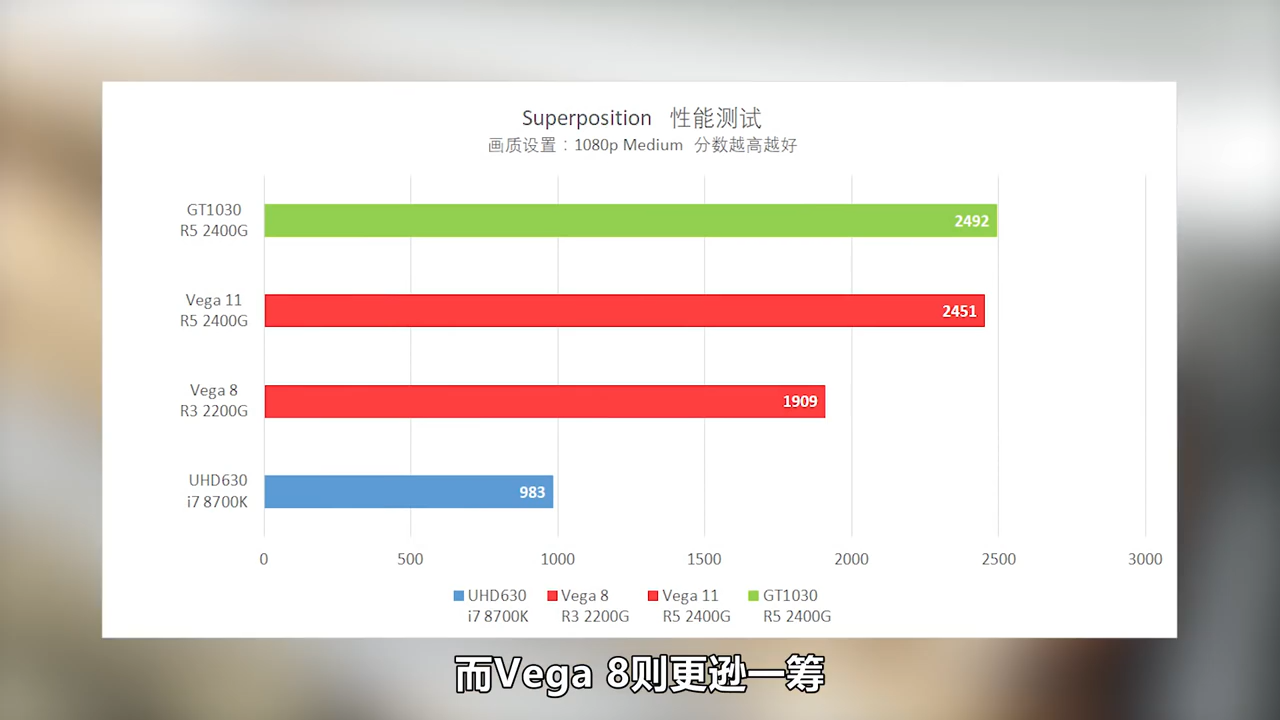 Superposition 性能测试
画质设置：1080p Medium 分数越高越好
GT1030
R5 2400G
2492
Vega 11
R5 2400G
2451
Vega 8
R3 2200G
1909
UHD630
i7 8700K
983
0 500 1000 1500 2000 2500 3000
UHD630 Vega 8 Vega 11 GT1030
i7 8700K R3 2200G R5 2400G R5 2400G
而Vega 8则更逊一筹